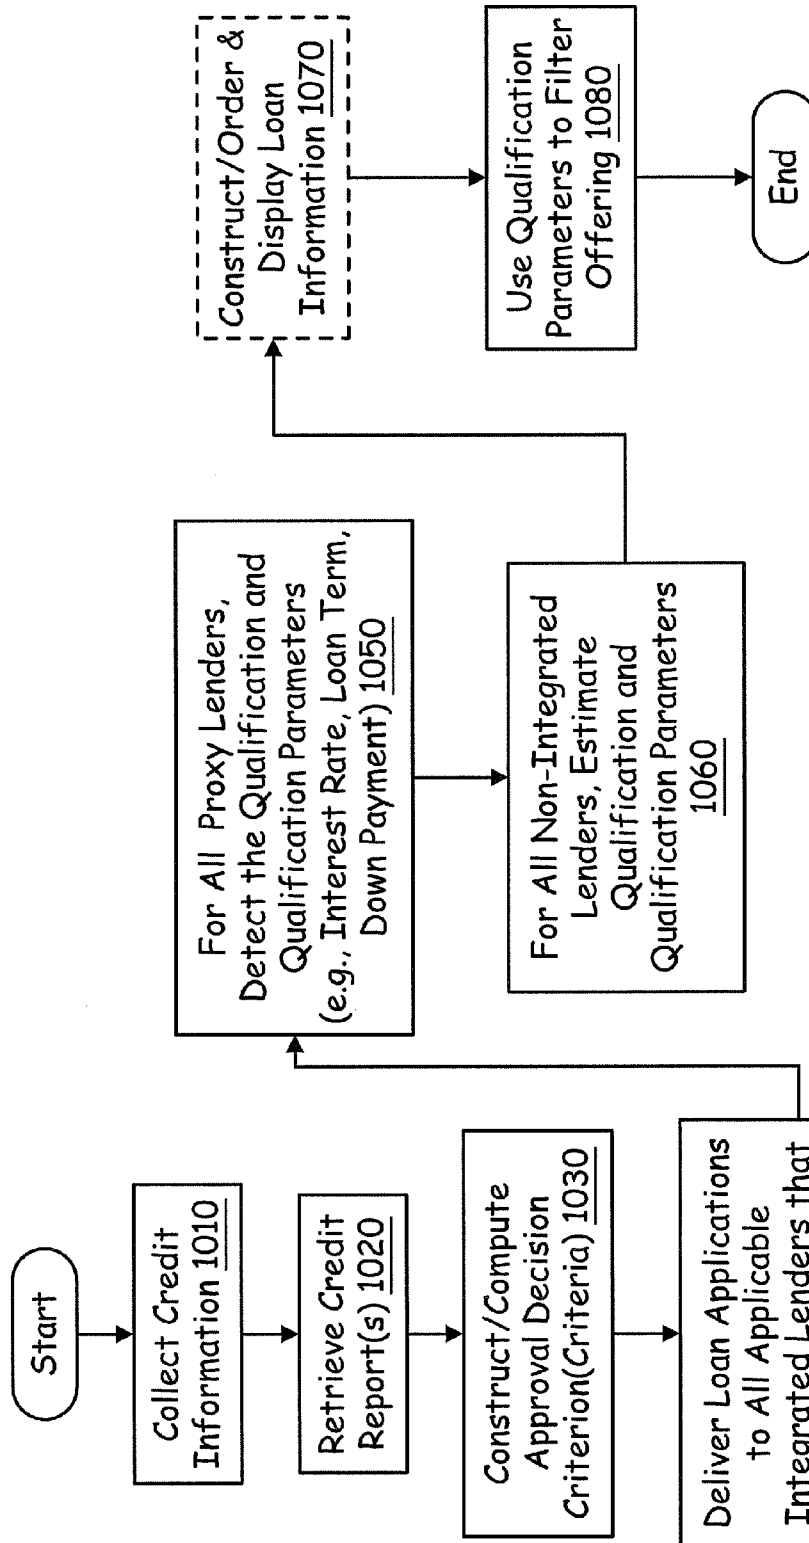 Start
Collect Credit
Information 1010
Retrieve Credit
Report(s) 1020
Construct/Compute
Approval Decision
Criterion(Criteria) 1030
Deliver Loan Applications
to All Applicable
Integrated Lenders that
For All Proxy Lenders,
Detect the Qualification and
Qualification Parameters
(e.g., Interest Rate, Loan Term,
Down Payment) 1050
For All Non-Integrated
Lenders, Estimate
Qualification and
Qualification Parameters
1060
Construct/Order &
Display Loan
Information 1070
Use Qualification
Parameters to Filter
Offering 1080
End